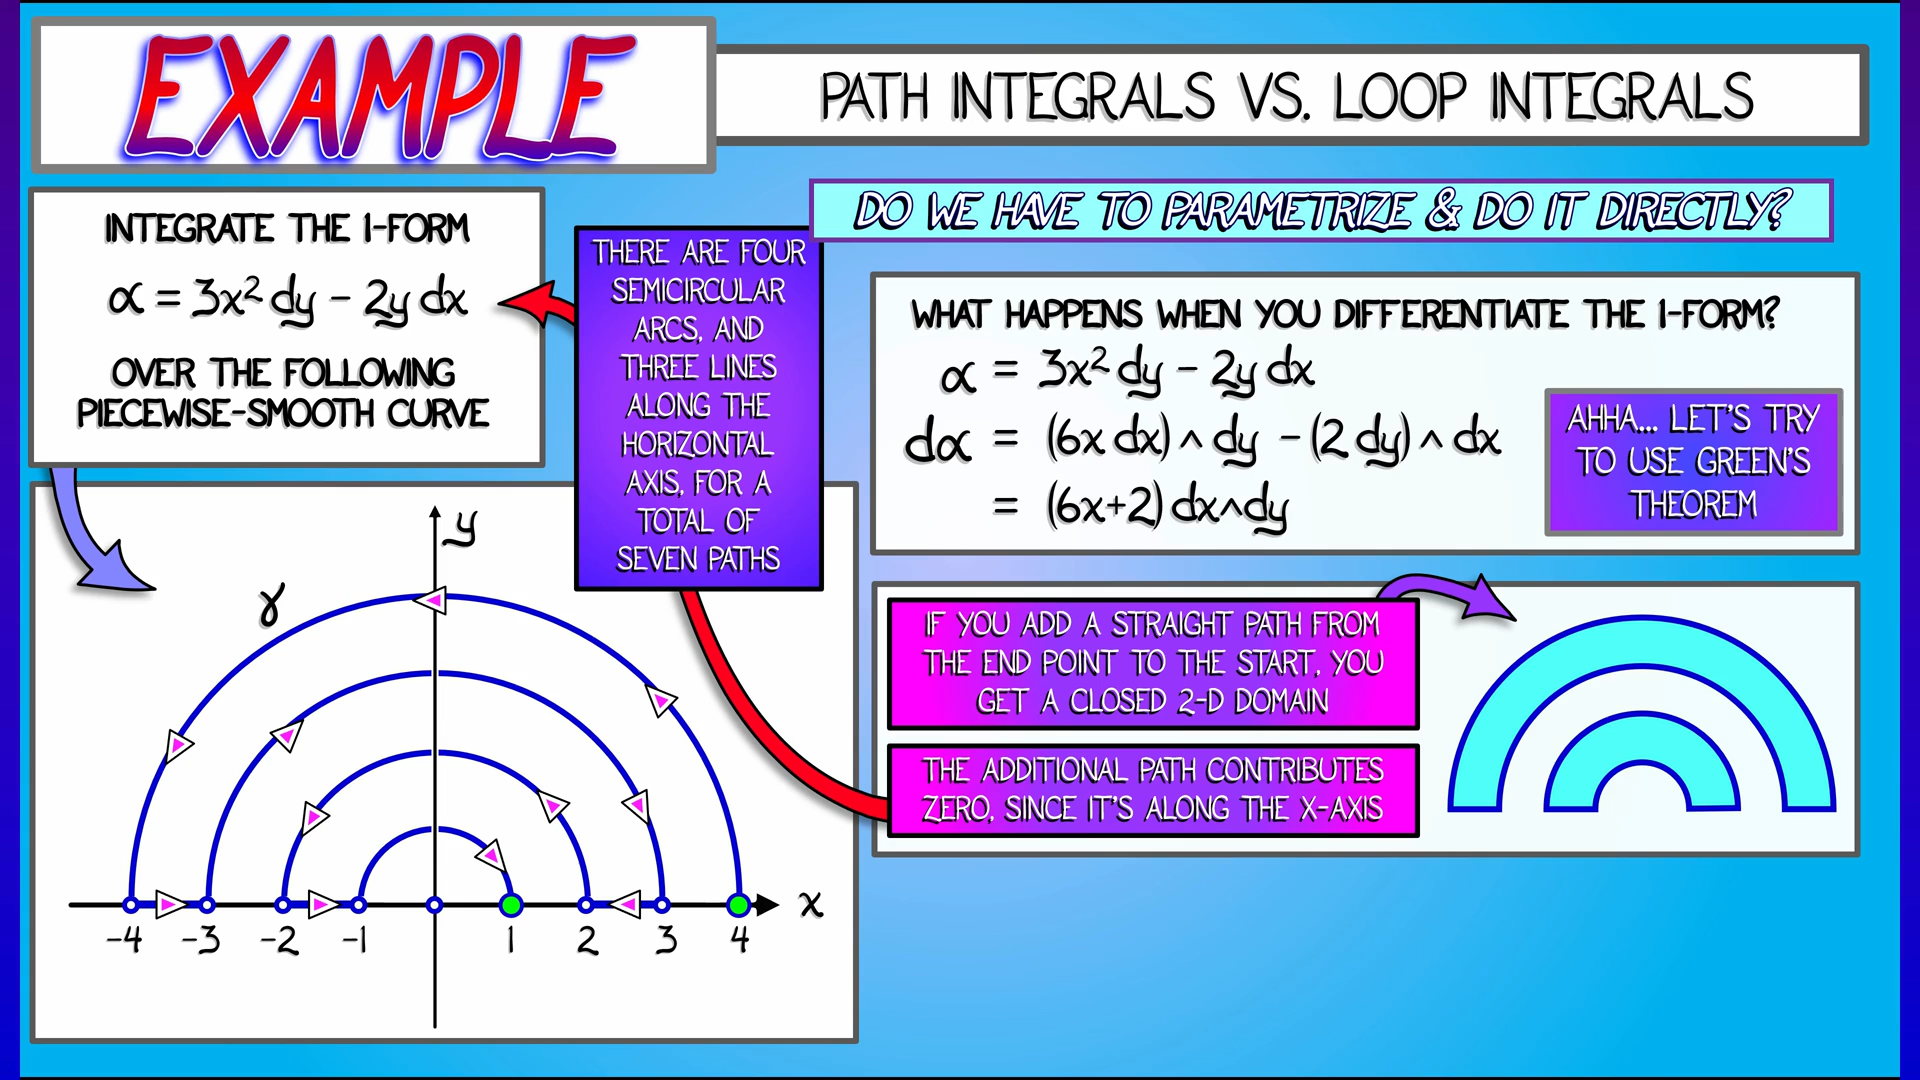 EXAMPLE
PATH INTEGRALS VS. LOOP INTEGRALS
INTEGRATE THE 1-FORM
α = 3x² dy - 2y dx
OVER THE FOLLOWING
PIECEWISE-SMOOTH CURVE
THERE ARE FOUR
SEMICIRCULAR
ARCS, AND
THREE LINES
ALONG THE
HORIZONTAL
AXIS, FOR A
TOTAL OF
SEVEN PATHS
DO WE HAVE TO PARAMETRIZE & DO IT DIRECTLY?
WHAT HAPPENS WHEN YOU DIFFERENTIATE THE 1-FORM?
α = 3x² dy - 2y dx
dα = (6x dx) ∧ dy - (2 dy) ∧ dx
= (6x+2) dx∧dy
AHHA... LET'S TRY
TO USE GREEN'S
THEOREM
IF YOU ADD A STRAIGHT PATH FROM
THE END POINT TO THE START, YOU
GET A CLOSED 2-D DOMAIN
THE ADDITIONAL PATH CONTRIBUTES
ZERO, SINCE IT'S ALONG THE X-AXIS
y
γ
x
-4 -3 -2 -1 1 2 3 4